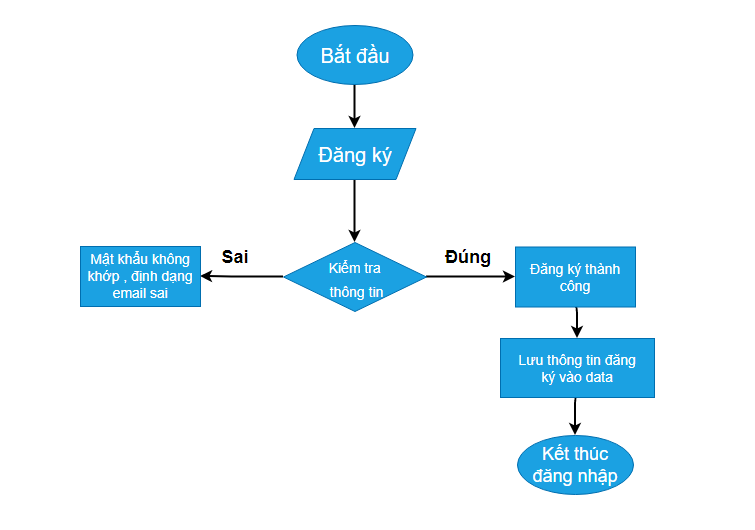 Bắt đầu
Đăng ký
Kiểm tra
thông tin
Sai
Đúng
Mật khẩu không
khớp , định dạng
email sai
Đăng ký thành
công
Lưu thông tin đăng
ký vào data
Kết thúc
đăng nhập